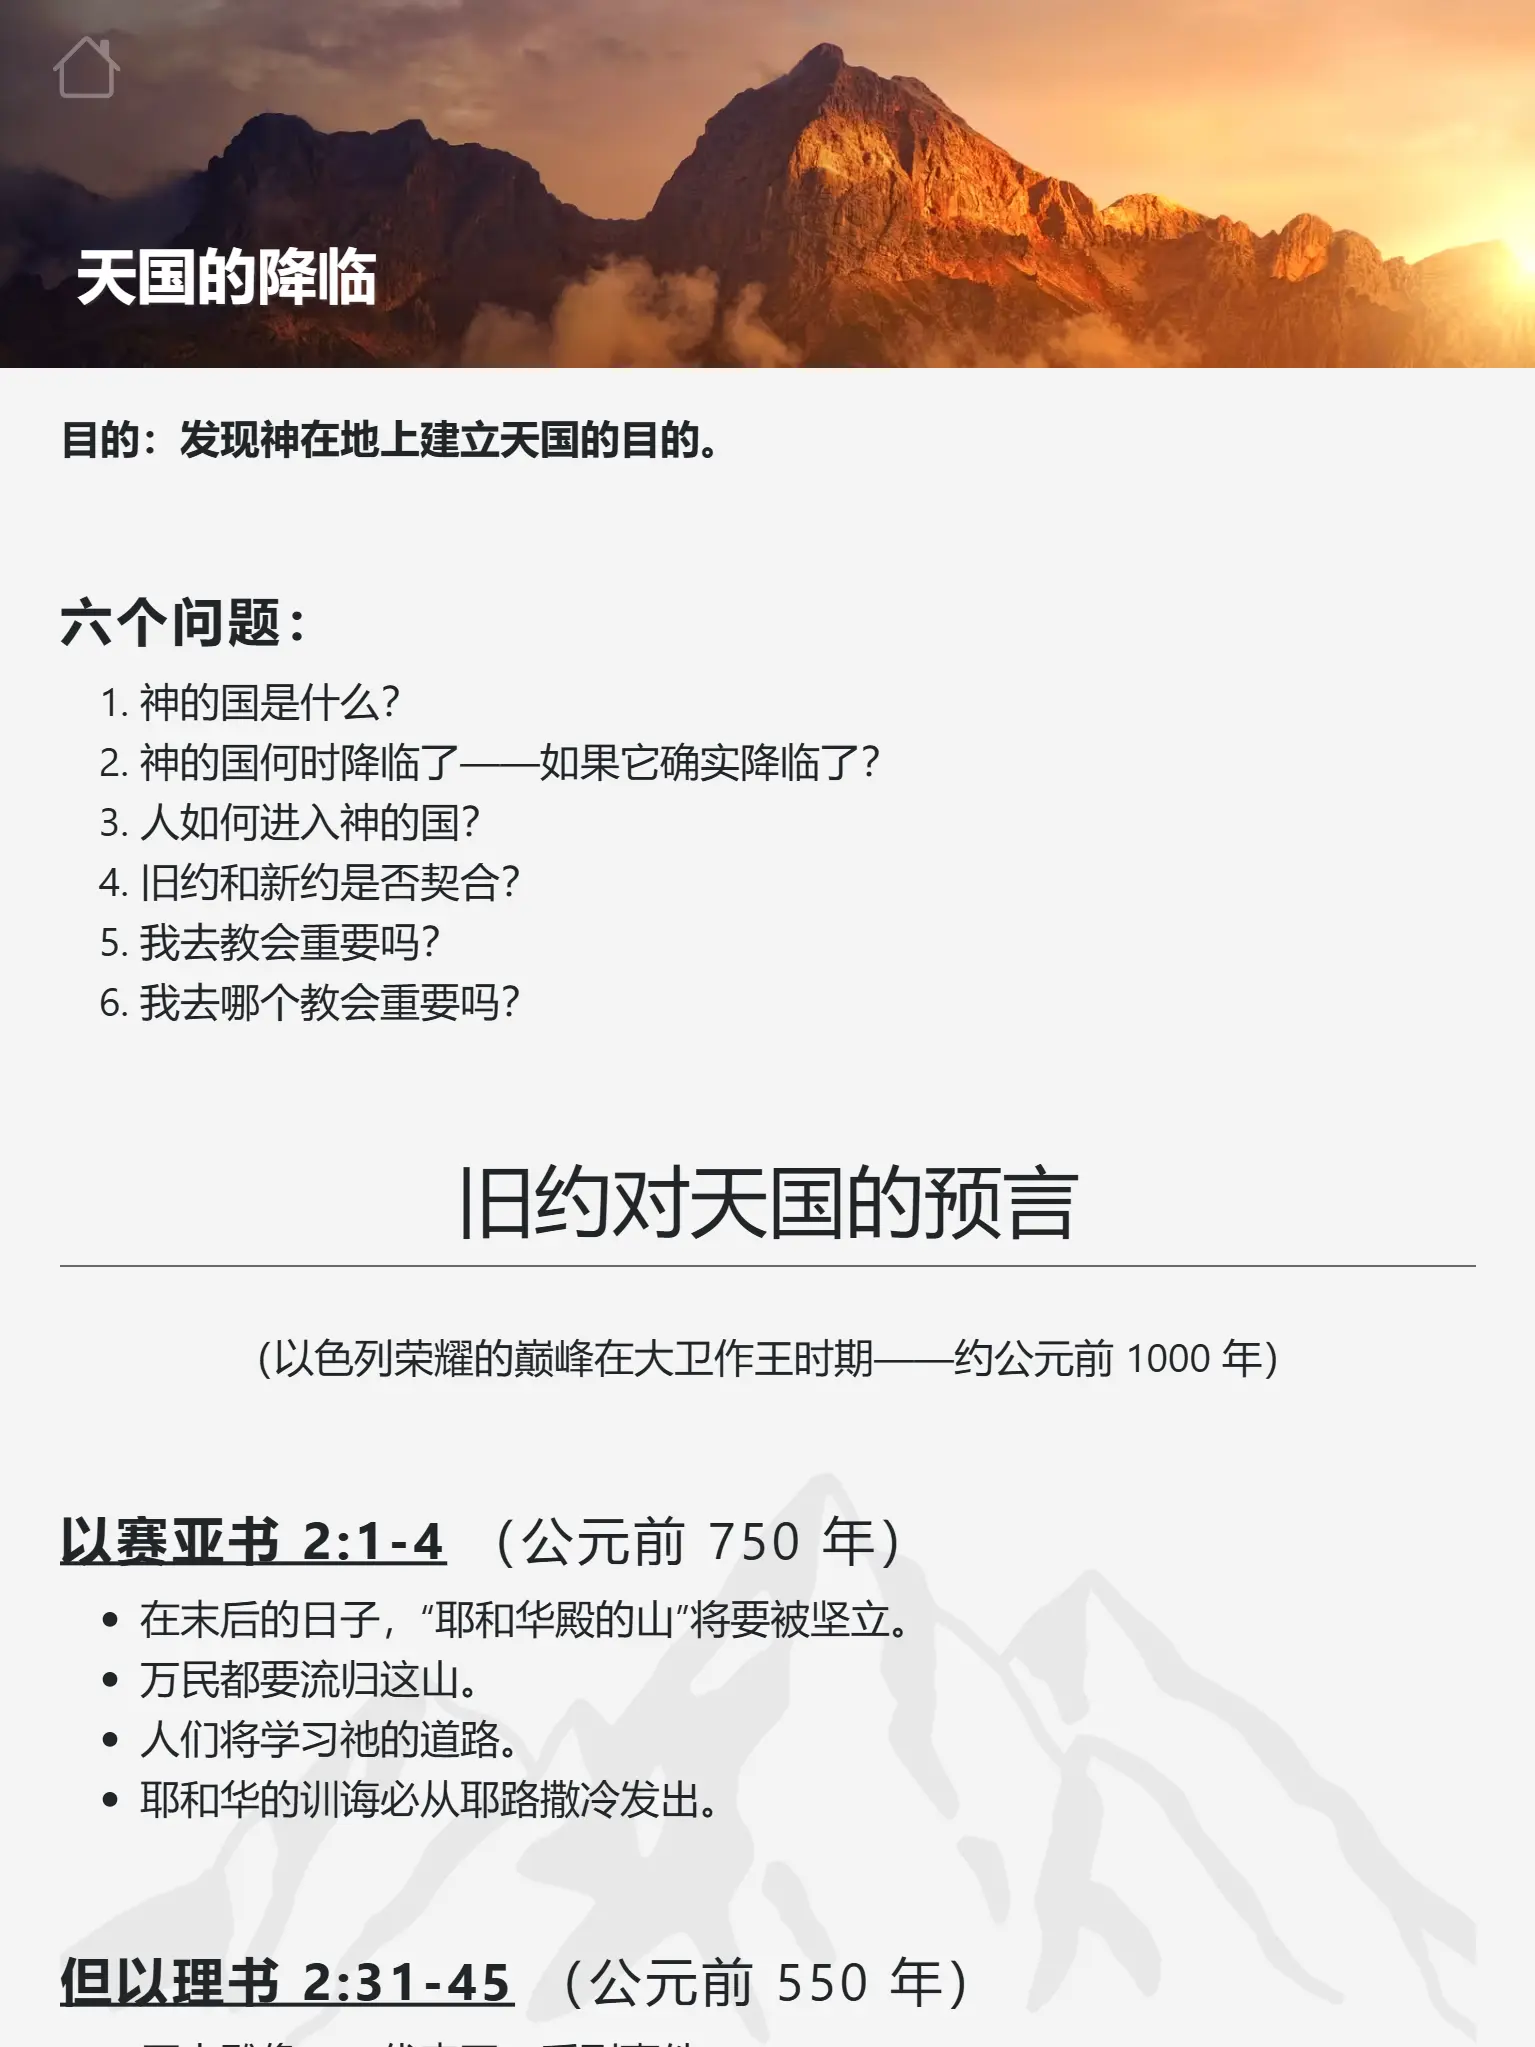 天国的降临
目的：发现神在地上建立天国的目的。
六个问题：
1. 神的国是什么？
2. 神的国何时降临了——如果它确实降临了？
3. 人如何进入神的国？
4. 旧约和新约是否契合？
5. 我去教会重要吗？
6. 我去哪个教会重要吗？
旧约对天国的预言
（以色列荣耀的巅峰在大卫作王时期——约公元前 1000 年）
以赛亚书 2:1-4 （公元前 750 年）
• 在末后的日子，“耶和华殿的山”将要被坚立。
• 万民都要流归这山。
• 人们将学习祂的道路。
• 耶和华的训诲必从耶路撒冷发出。
但以理书 2:31-45 （公元前 550 年）